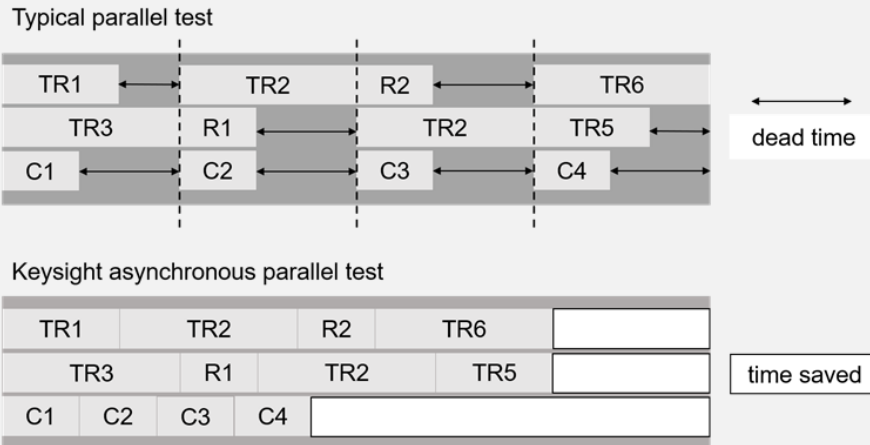 Typical parallel test
TR1 TR2 R2 TR6
TR3 R1 TR2 TR5
dead time
C1 C2 C3 C4
Keysight asynchronous parallel test
TR1 TR2 R2 TR6
TR3 R1 TR2 TR5
time saved
C1 C2 C3 C4